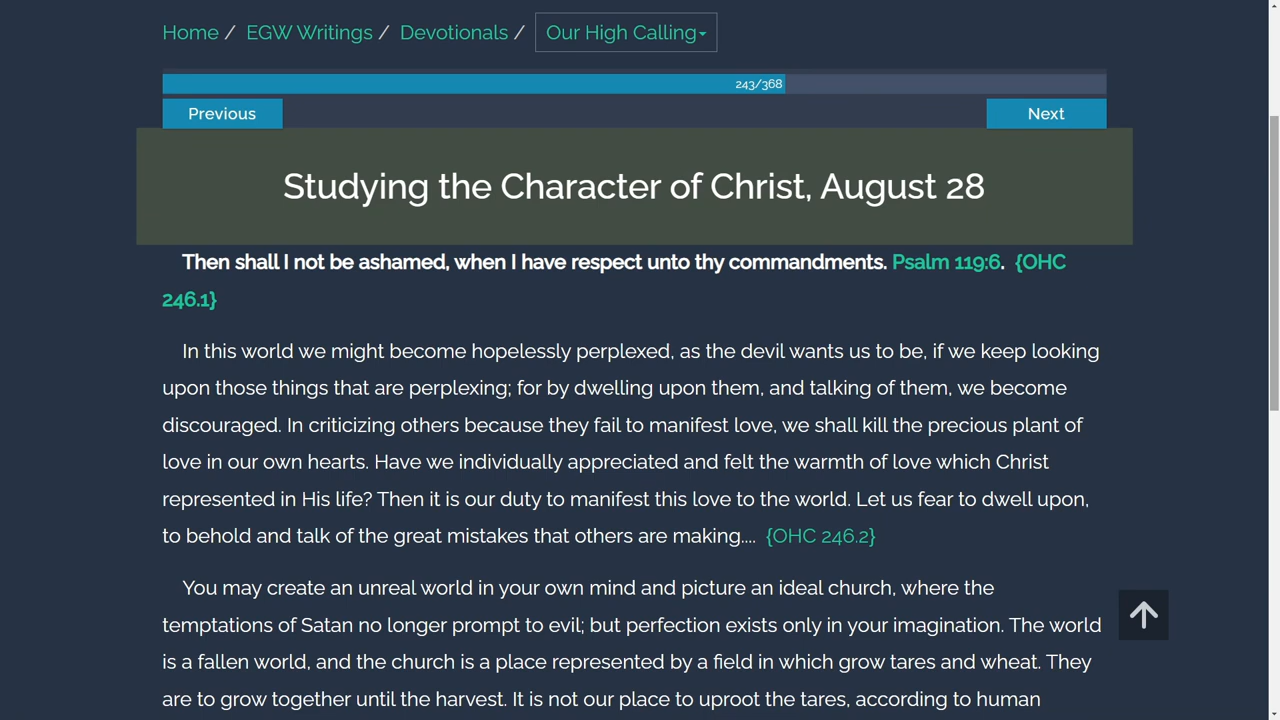 Home / EGW Writings / Devotionals / Our High Calling
243/368
Previous Next
Studying the Character of Christ, August 28
Then shall I not be ashamed, when I have respect unto thy commandments. Psalm 119:6. {OHC
246.1}
In this world we might become hopelessly perplexed, as the devil wants us to be, if we keep looking
upon those things that are perplexing; for by dwelling upon them, and talking of them, we become
discouraged. In criticizing others because they fail to manifest love, we shall kill the precious plant of
love in our own hearts. Have we individually appreciated and felt the warmth of love which Christ
represented in His life? Then it is our duty to manifest this love to the world. Let us fear to dwell upon,
to behold and talk of the great mistakes that others are making.... {OHC 246.2}
You may create an unreal world in your own mind and picture an ideal church, where the
temptations of Satan no longer prompt to evil; but perfection exists only in your imagination. The world
is a fallen world, and the church is a place represented by a field in which grow tares and wheat. They
are to grow together until the harvest. It is not our place to uproot the tares, according to human